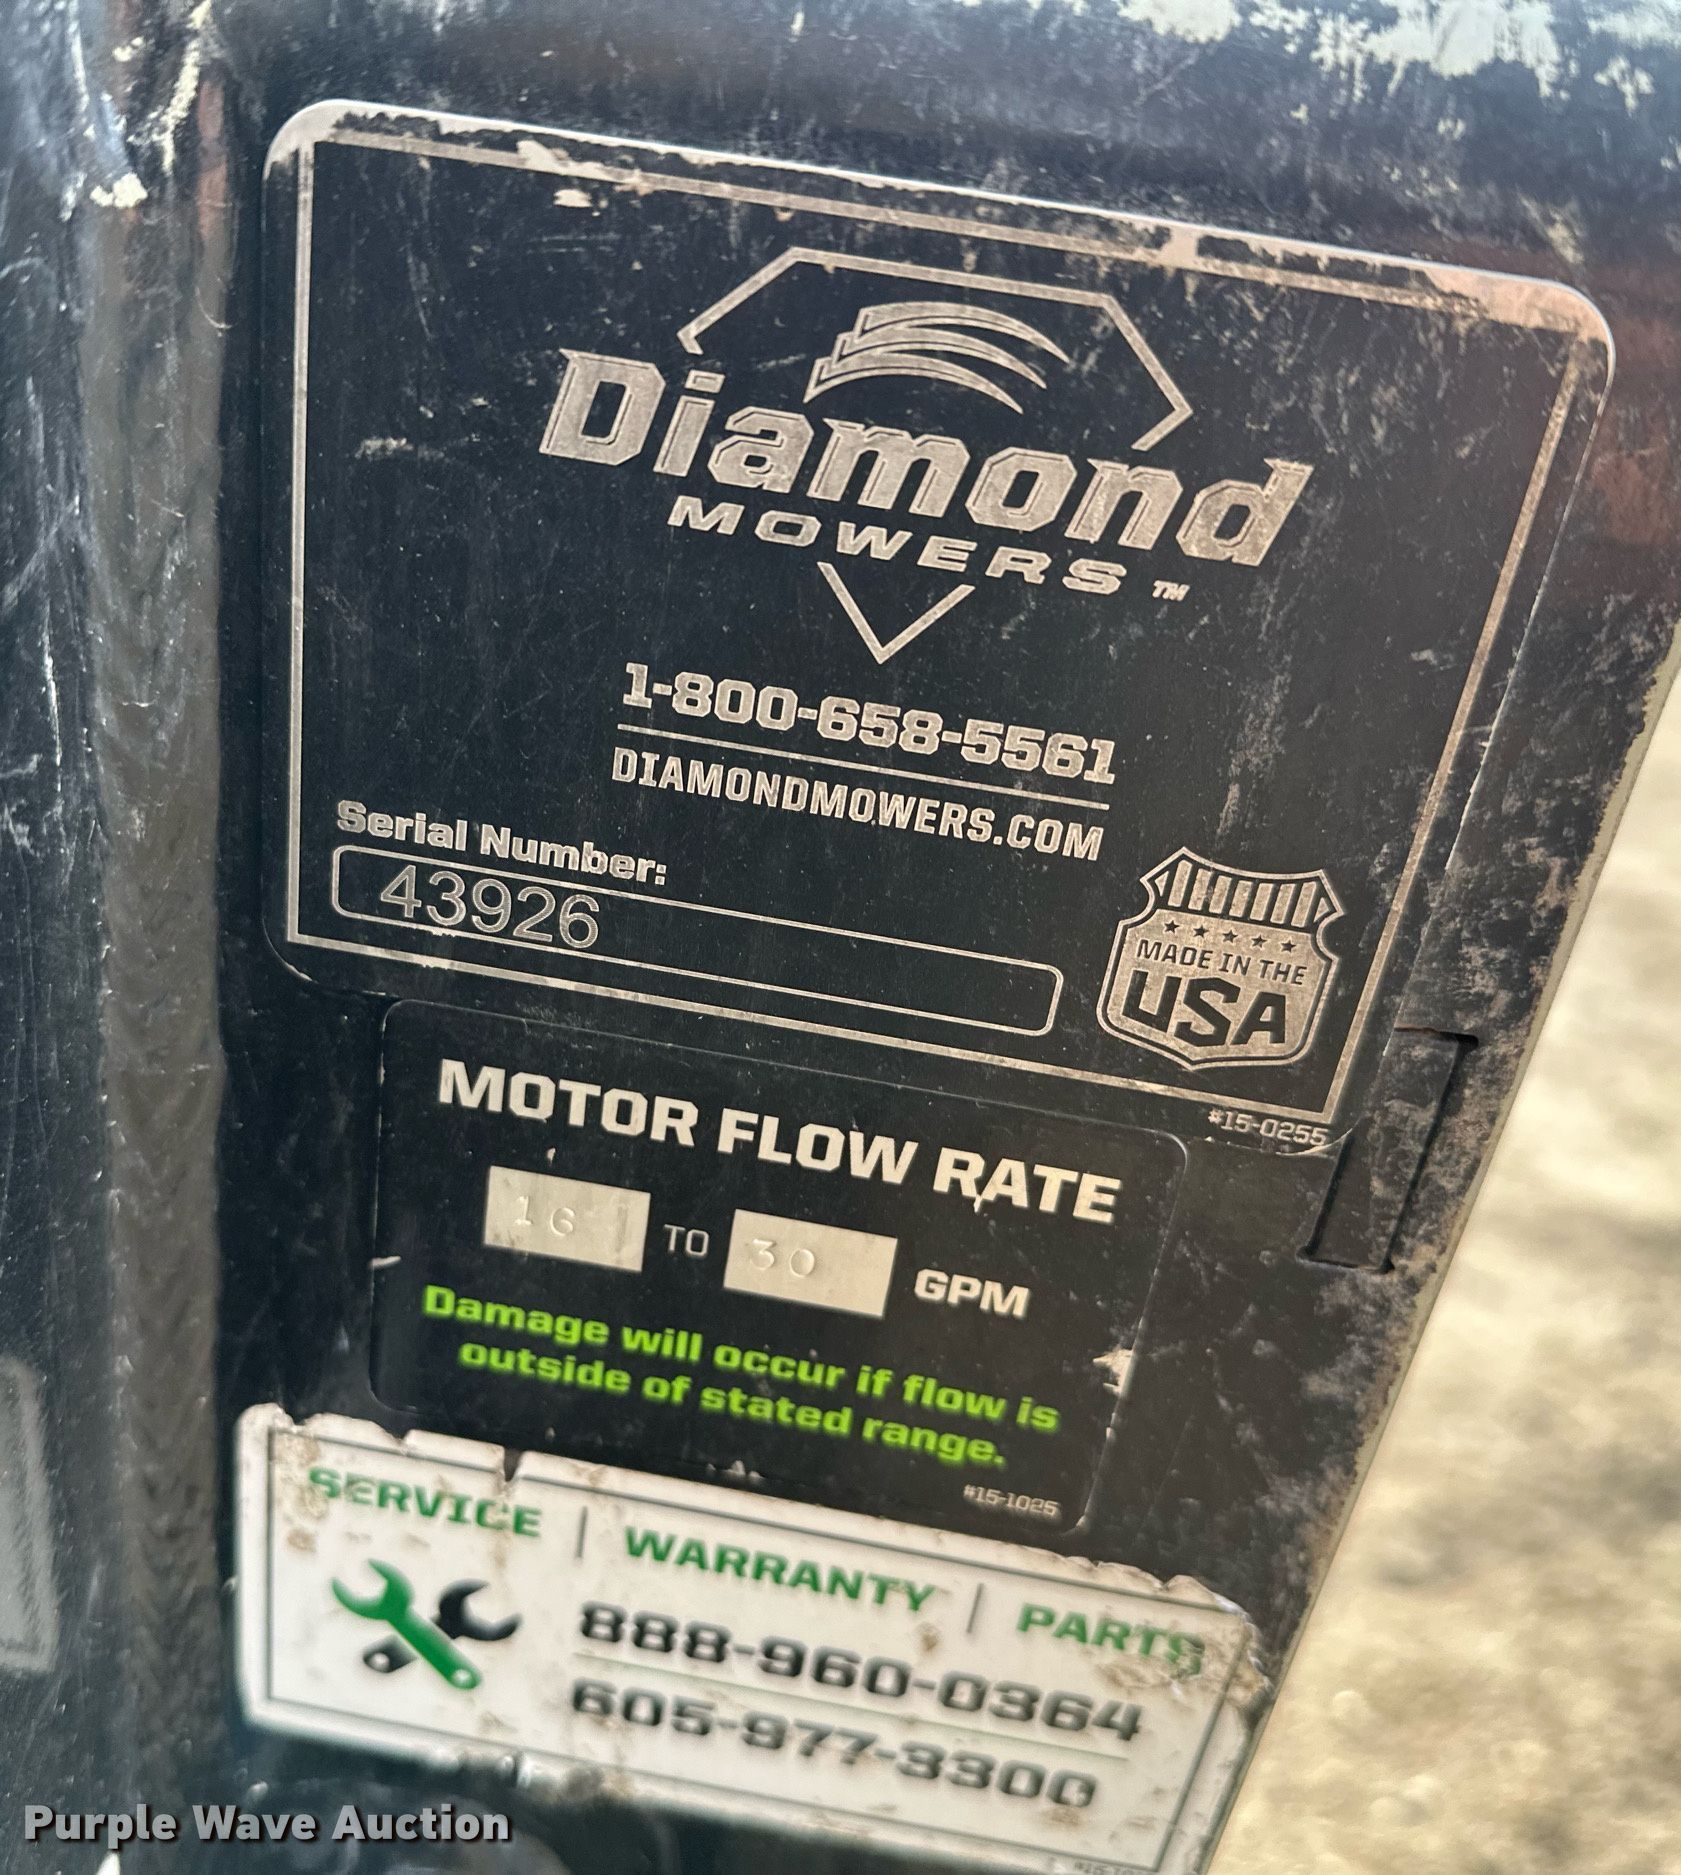 Diamond
MOWERS™
1-800-658-5561
DIAMONDMOWERS.COM
Serial Number:
43926
MADE IN THE
USA
#15-0255
MOTOR FLOW RATE
16 TO 30 GPM
Damage will occur if flow is
outside of stated range.
#15-1025
SERVICE | WARRANTY | PARTS
888-960-0364
605-977-3300
Purple Wave Auction